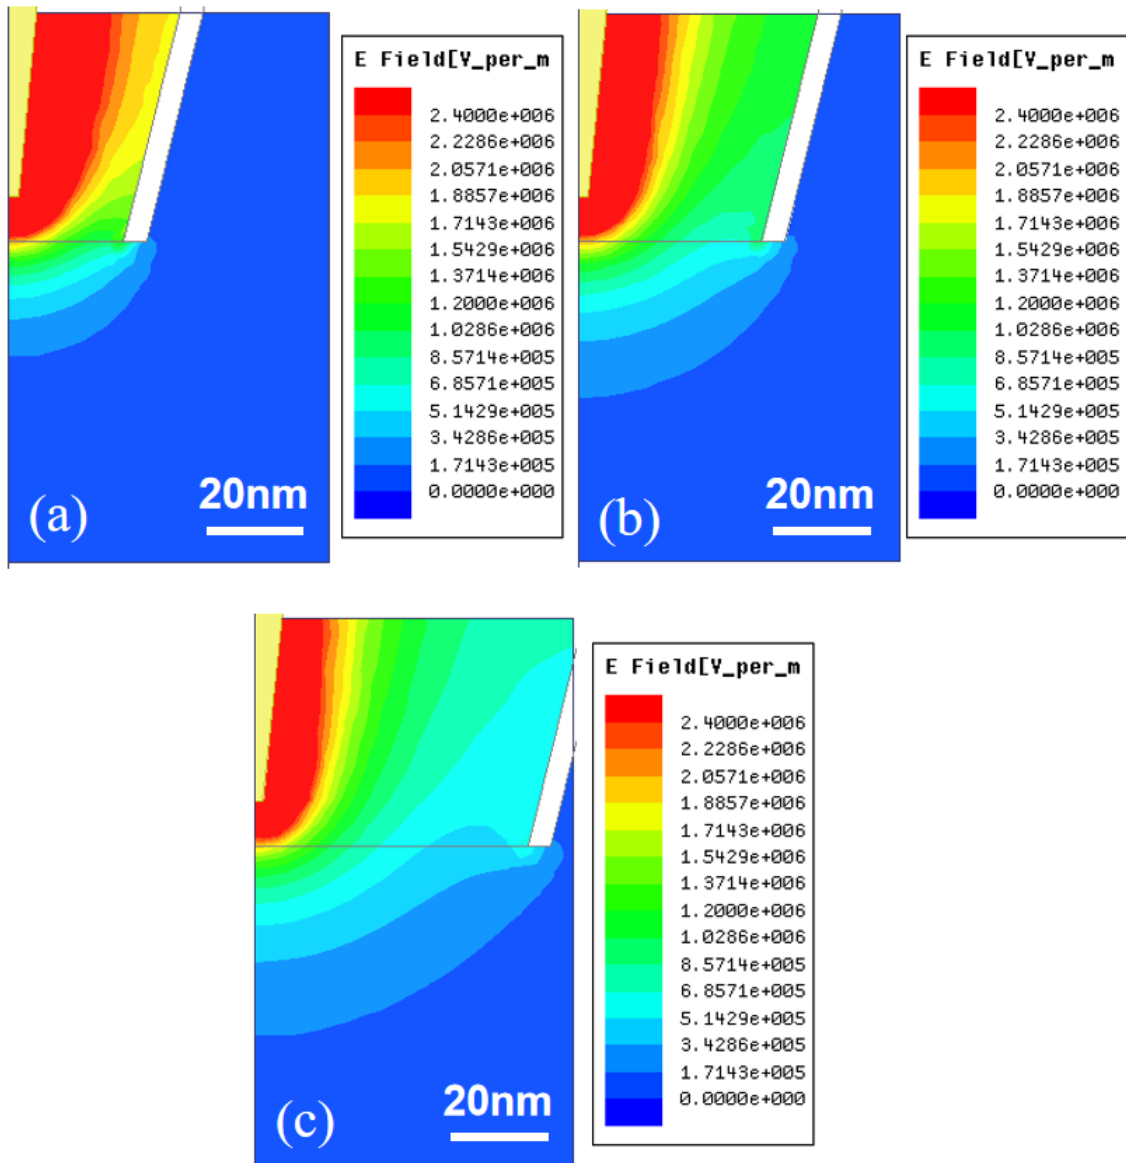 E Field[V_per_m
2.4000e+006
2.2286e+006
2.0571e+006
1.8857e+006
1.7143e+006
1.5429e+006
1.3714e+006
1.2000e+006
1.0286e+006
8.5714e+005
6.8571e+005
5.1429e+005
3.4286e+005
1.7143e+005
0.0000e+000
20nm
(a)
E Field[V_per_m
2.4000e+006
2.2286e+006
2.0571e+006
1.8857e+006
1.7143e+006
1.5429e+006
1.3714e+006
1.2000e+006
1.0286e+006
8.5714e+005
6.8571e+005
5.1429e+005
3.4286e+005
1.7143e+005
0.0000e+000
20nm
(b)
E Field[V_per_m
2.4000e+006
2.2286e+006
2.0571e+006
1.8857e+006
1.7143e+006
1.5429e+006
1.3714e+006
1.2000e+006
1.0286e+006
8.5714e+005
6.8571e+005
5.1429e+005
3.4286e+005
1.7143e+005
0.0000e+000
20nm
(c)